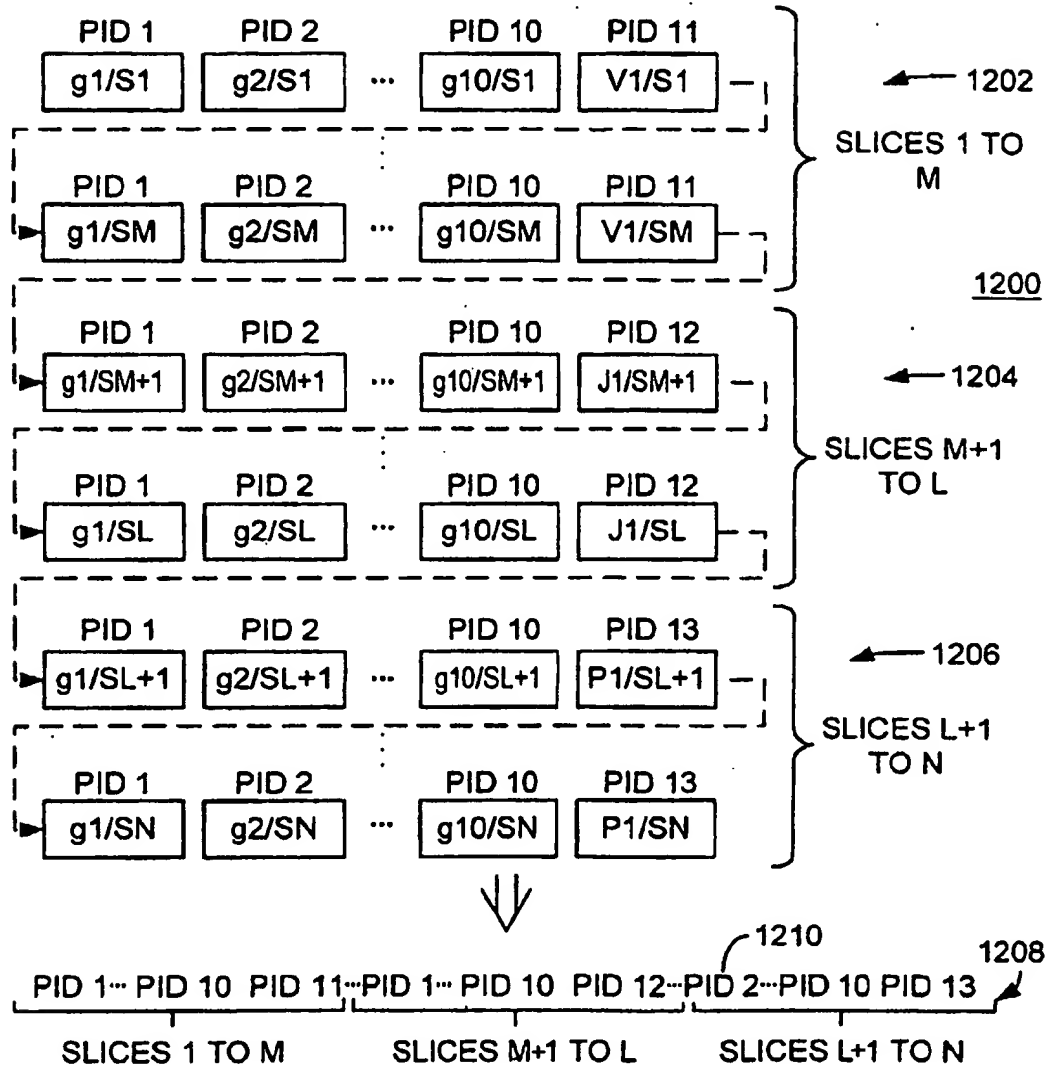 PID 1 PID 2 PID 10 PID 11
g1/S1 g2/S1 ... g10/S1 V1/S1
1202
SLICES 1 TO
M
PID 1 PID 2 PID 10 PID 11
g1/SM g2/SM ... g10/SM V1/SM
1200
PID 1 PID 2 PID 10 PID 12
g1/SM+1 g2/SM+1 ... g10/SM+1 J1/SM+1
1204
SLICES M+1
TO L
PID 1 PID 2 PID 10 PID 12
g1/SL g2/SL ... g10/SL J1/SL
PID 1 PID 2 PID 10 PID 13
g1/SL+1 g2/SL+1 ... g10/SL+1 P1/SL+1
1206
SLICES L+1
TO N
PID 1 PID 2 PID 10 PID 13
g1/SN g2/SN ... g10/SN P1/SN
1210
1208
PID 1... PID 10 PID 11...PID 1...PID 10 PID 12...PID 2...PID 10 PID 13
SLICES 1 TO M SLICES M+1 TO L SLICES L+1 TO N